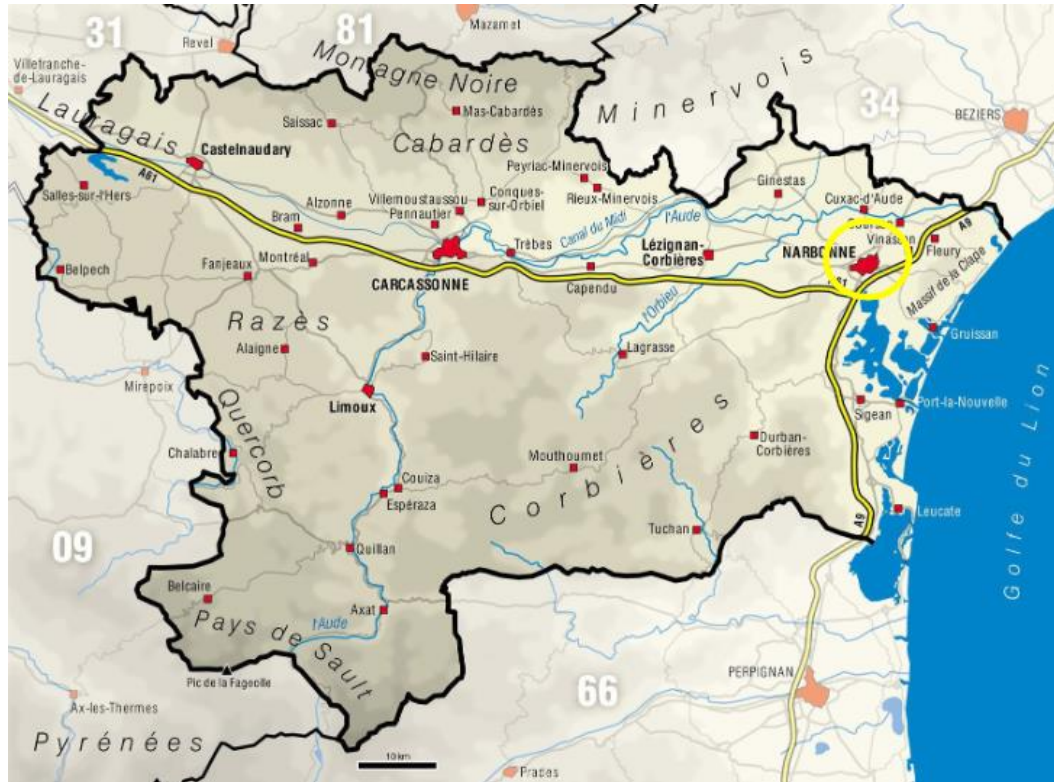 31
81
Mazamet
Revel
Villefranche-
de-Lauragais
Montagne Noire
Minervois
34
BEZIERS
Lauragais
Mas-Cabardès
Saissac
Cabardès
Castelnaudary
A61
Salles-sur-l'Hers
Peyriac-Minervois
Rieux-Minervois
Ginestas
Cuxac-d'Aude
Alzonne
Villemoustaussou
Pennautier
Conques-
sur-Orbiel
Bram
Canal du Midi
l'Aude
A9
Vinassan
Fleury
Trèbes
Lézignan-
Corbières
NARBONNE
Belpech
Fanjeaux
Montréal
CARCASSONNE
Capendu
Massif de la Clape
l'Orbieu
Razès
Gruissan
Alaigne
Saint-Hilaire
Lagrasse
Mirepoix
Limoux
Quercorb
Port-la-Nouvelle
Sigean
Chalabre
Corbières
Durban-
Corbières
Mouthoumet
Couiza
Espéraza
Golfe du Lion
09
Tuchan
Leucate
A9
Quillan
Belcaire
Axat
l'Aude
Pays de Sault
Pic de la Fageolle
66
PERPIGNAN
Ax-les-Thermes
Pyrénées
10 km
Prades